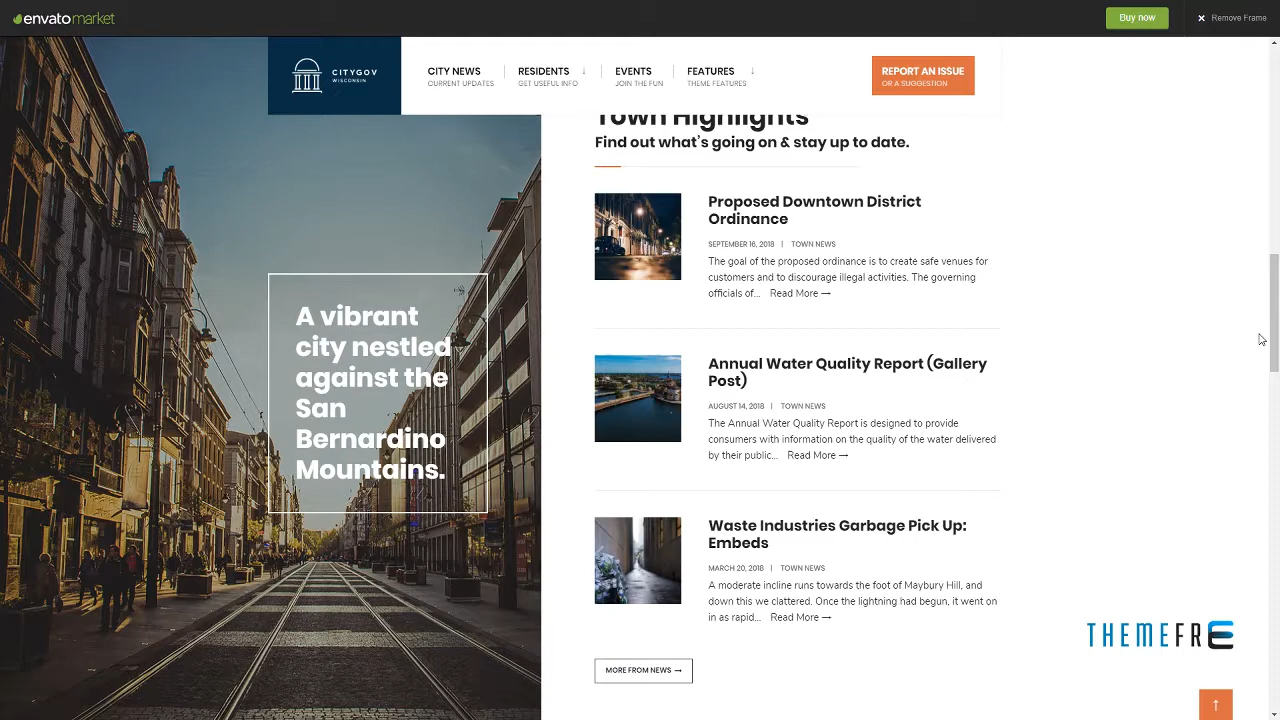 envatomarket
Buy now
Remove Frame
CITYGOV
WISCONSIN
CITY NEWS
CURRENT UPDATES
RESIDENTS ↓
GET USEFUL INFO
EVENTS
JOIN THE FUN
FEATURES ↓
THEME FEATURES
REPORT AN ISSUE
OR A SUGGESTION
Town Highlights
Find out what's going on & stay up to date.
A vibrant
city nestled
against the
San
Bernardino
Mountains.
Proposed Downtown District
Ordinance
SEPTEMBER 16, 2018 | TOWN NEWS
The goal of the proposed ordinance is to create safe venues for
customers and to discourage illegal activities. The governing
officials of... Read More →
Annual Water Quality Report (Gallery
Post)
AUGUST 14, 2018 | TOWN NEWS
The Annual Water Quality Report is designed to provide
consumers with information on the quality of the water delivered
by their public... Read More →
Waste Industries Garbage Pick Up:
Embeds
MARCH 20, 2018 | TOWN NEWS
A moderate incline runs towards the foot of Maybury Hill, and
down this we clattered. Once the lightning had begun, it went on
in as rapid... Read More →
MORE FROM NEWS →
THEMEFRE
↑